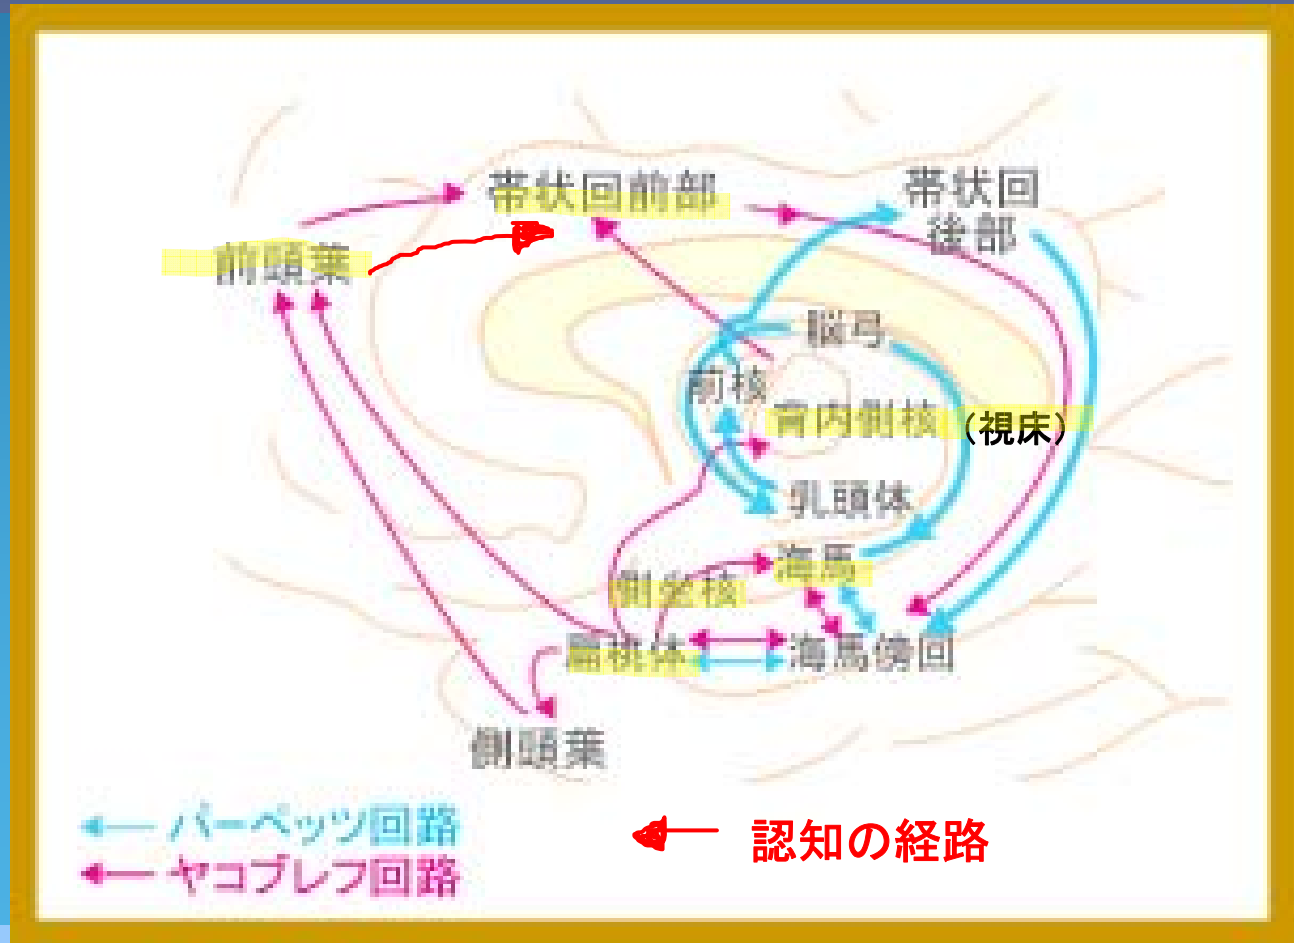 帯状回前部
帯状回
後部
前頭葉
脳弓
前核
背内側核
(視床)
乳頭体
海馬
側坐核
扁桃体
海馬傍回
側頭葉
パーペッツ回路
ヤコブレフ回路
認知の経路